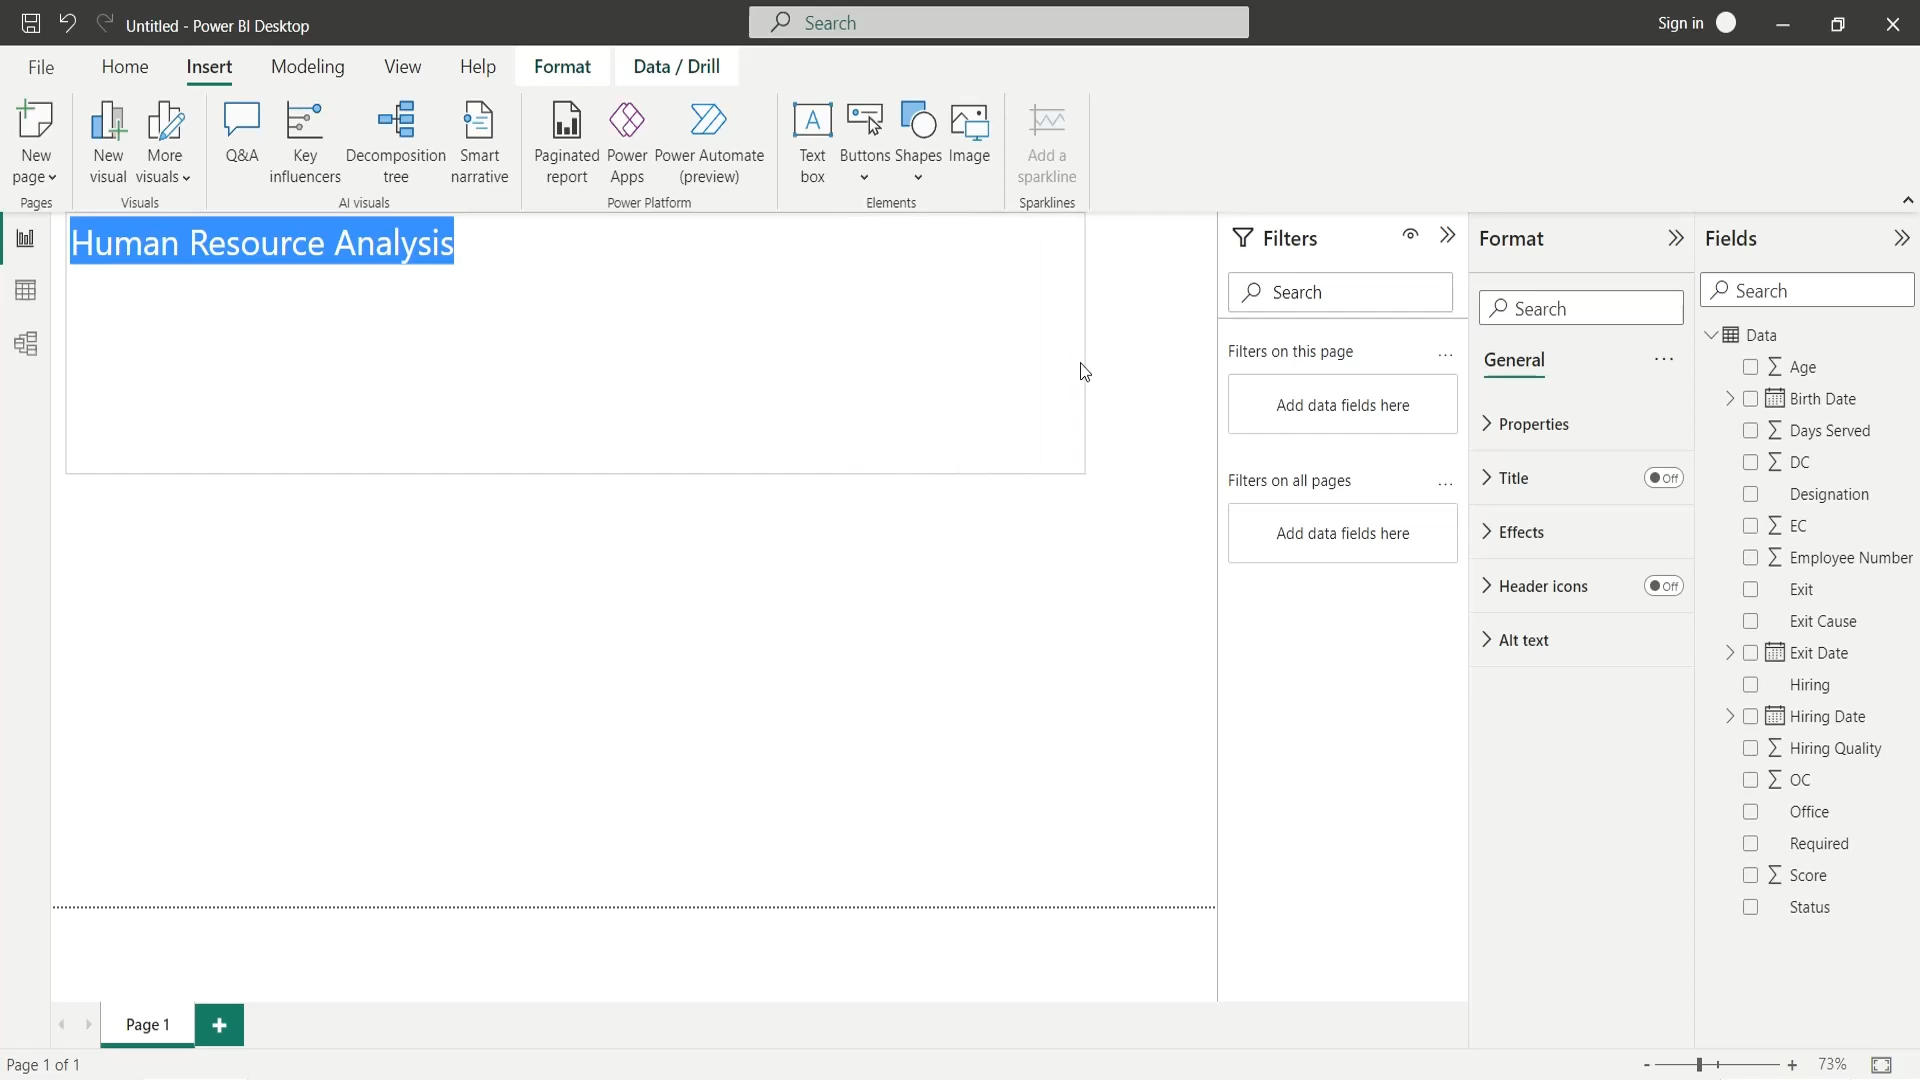 Untitled - Power BI Desktop
Search
Sign in
File Home Insert Modeling View Help Format Data / Drill
New page
New visual
More visuals
Q&A
Key influencers
Decomposition tree
Smart narrative
Paginated report
Power Apps
Power Automate (preview)
Text box
Buttons
Shapes
Image
Add a sparkline
Pages
Visuals
AI visuals
Power Platform
Elements
Sparklines
Human Resource Analysis
Filters
Search
Filters on this page
...
Add data fields here
Filters on all pages
...
Add data fields here
Format
Search
General
...
Properties
Title
Off
Effects
Header icons
Off
Alt text
Fields
Search
Data
Age
Birth Date
Days Served
DC
Designation
EC
Employee Number
Exit
Exit Cause
Exit Date
Hiring
Hiring Date
Hiring Quality
OC
Office
Required
Score
Status
Page 1
+
Page 1 of 1
- + 73%